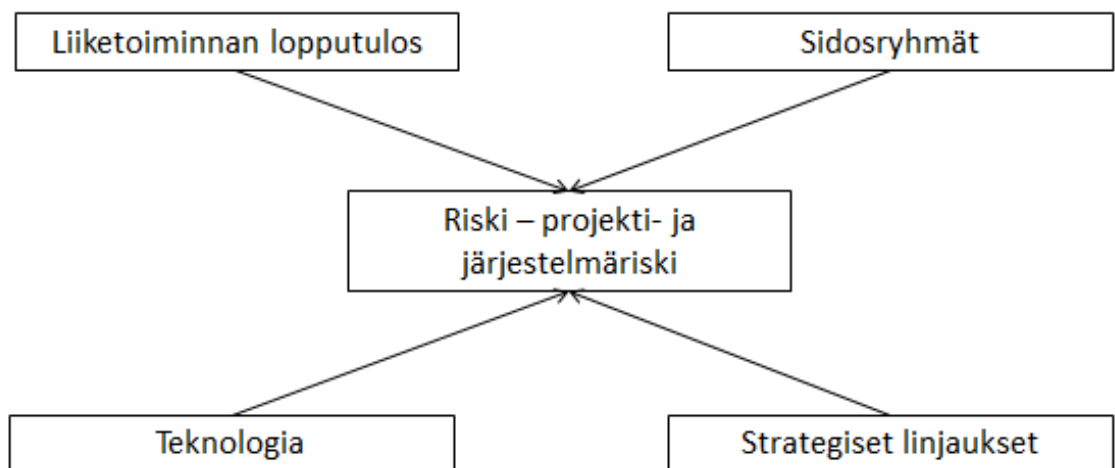 Liiketoiminnan lopputulos
Sidosryhmät
Riski – projekti- ja
järjestelmäriski
Teknologia
Strategiset linjaukset